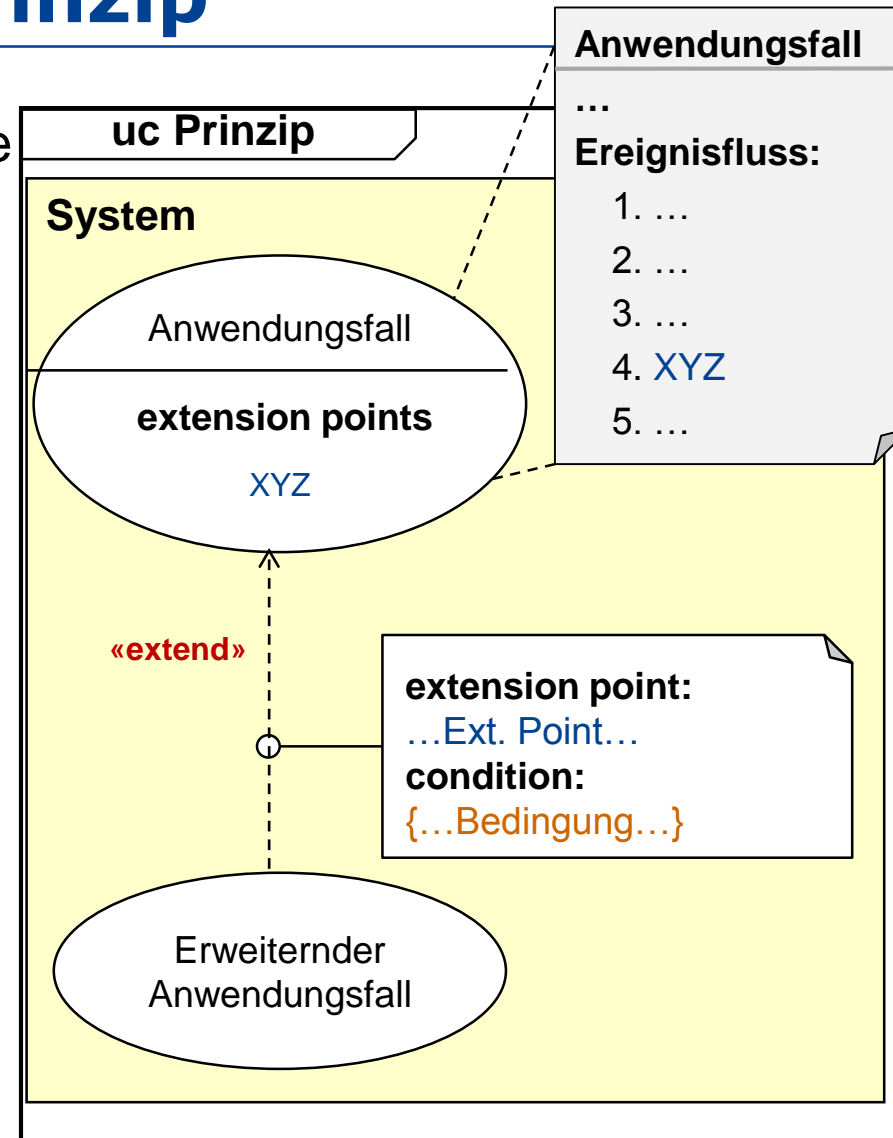 inzip
e
uc Prinzip
System
Anwendungsfall
extension points
XYZ
Anwendungsfall
…
Ereignisfluss:
1. …
2. …
3. …
4. XYZ
5. …
«extend»
extension point:
…Ext. Point…
condition:
{…Bedingung…}
Erweiternder
Anwendungsfall